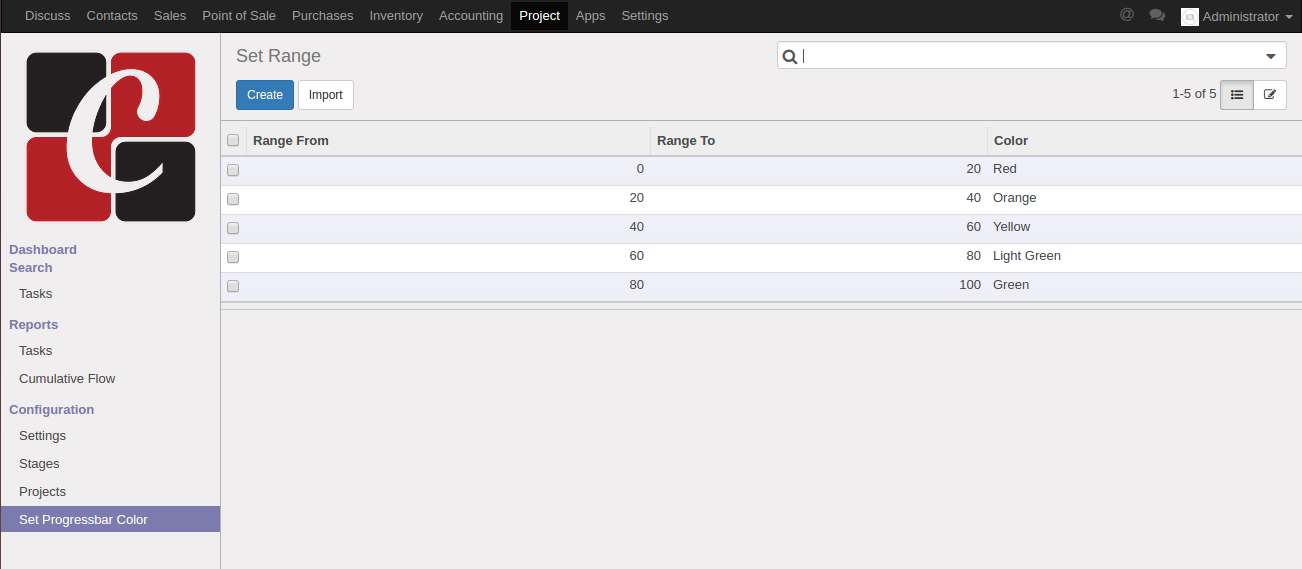 Discuss Contacts Sales Point of Sale Purchases Inventory Accounting Project Apps Settings @ Administrator
C
Set Range
Create Import
1-5 of 5
Range From Range To Color
0 20 Red
20 40 Orange
40 60 Yellow
60 80 Light Green
80 100 Green
Dashboard
Search
Tasks
Reports
Tasks
Cumulative Flow
Configuration
Settings
Stages
Projects
Set Progressbar Color